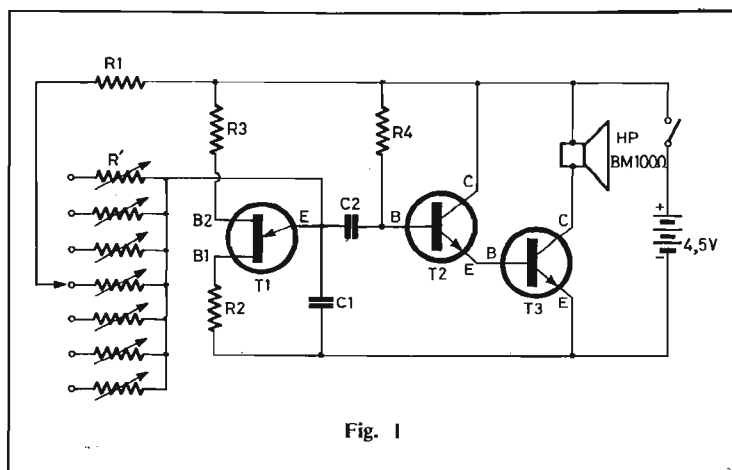 R1
R3
R4
HP
BM1000
R'
B2
E
C2
B
C
B1
T1
R2
C1
T2
E
B
C
T3
E
+
4,5V
-
Fig. 1